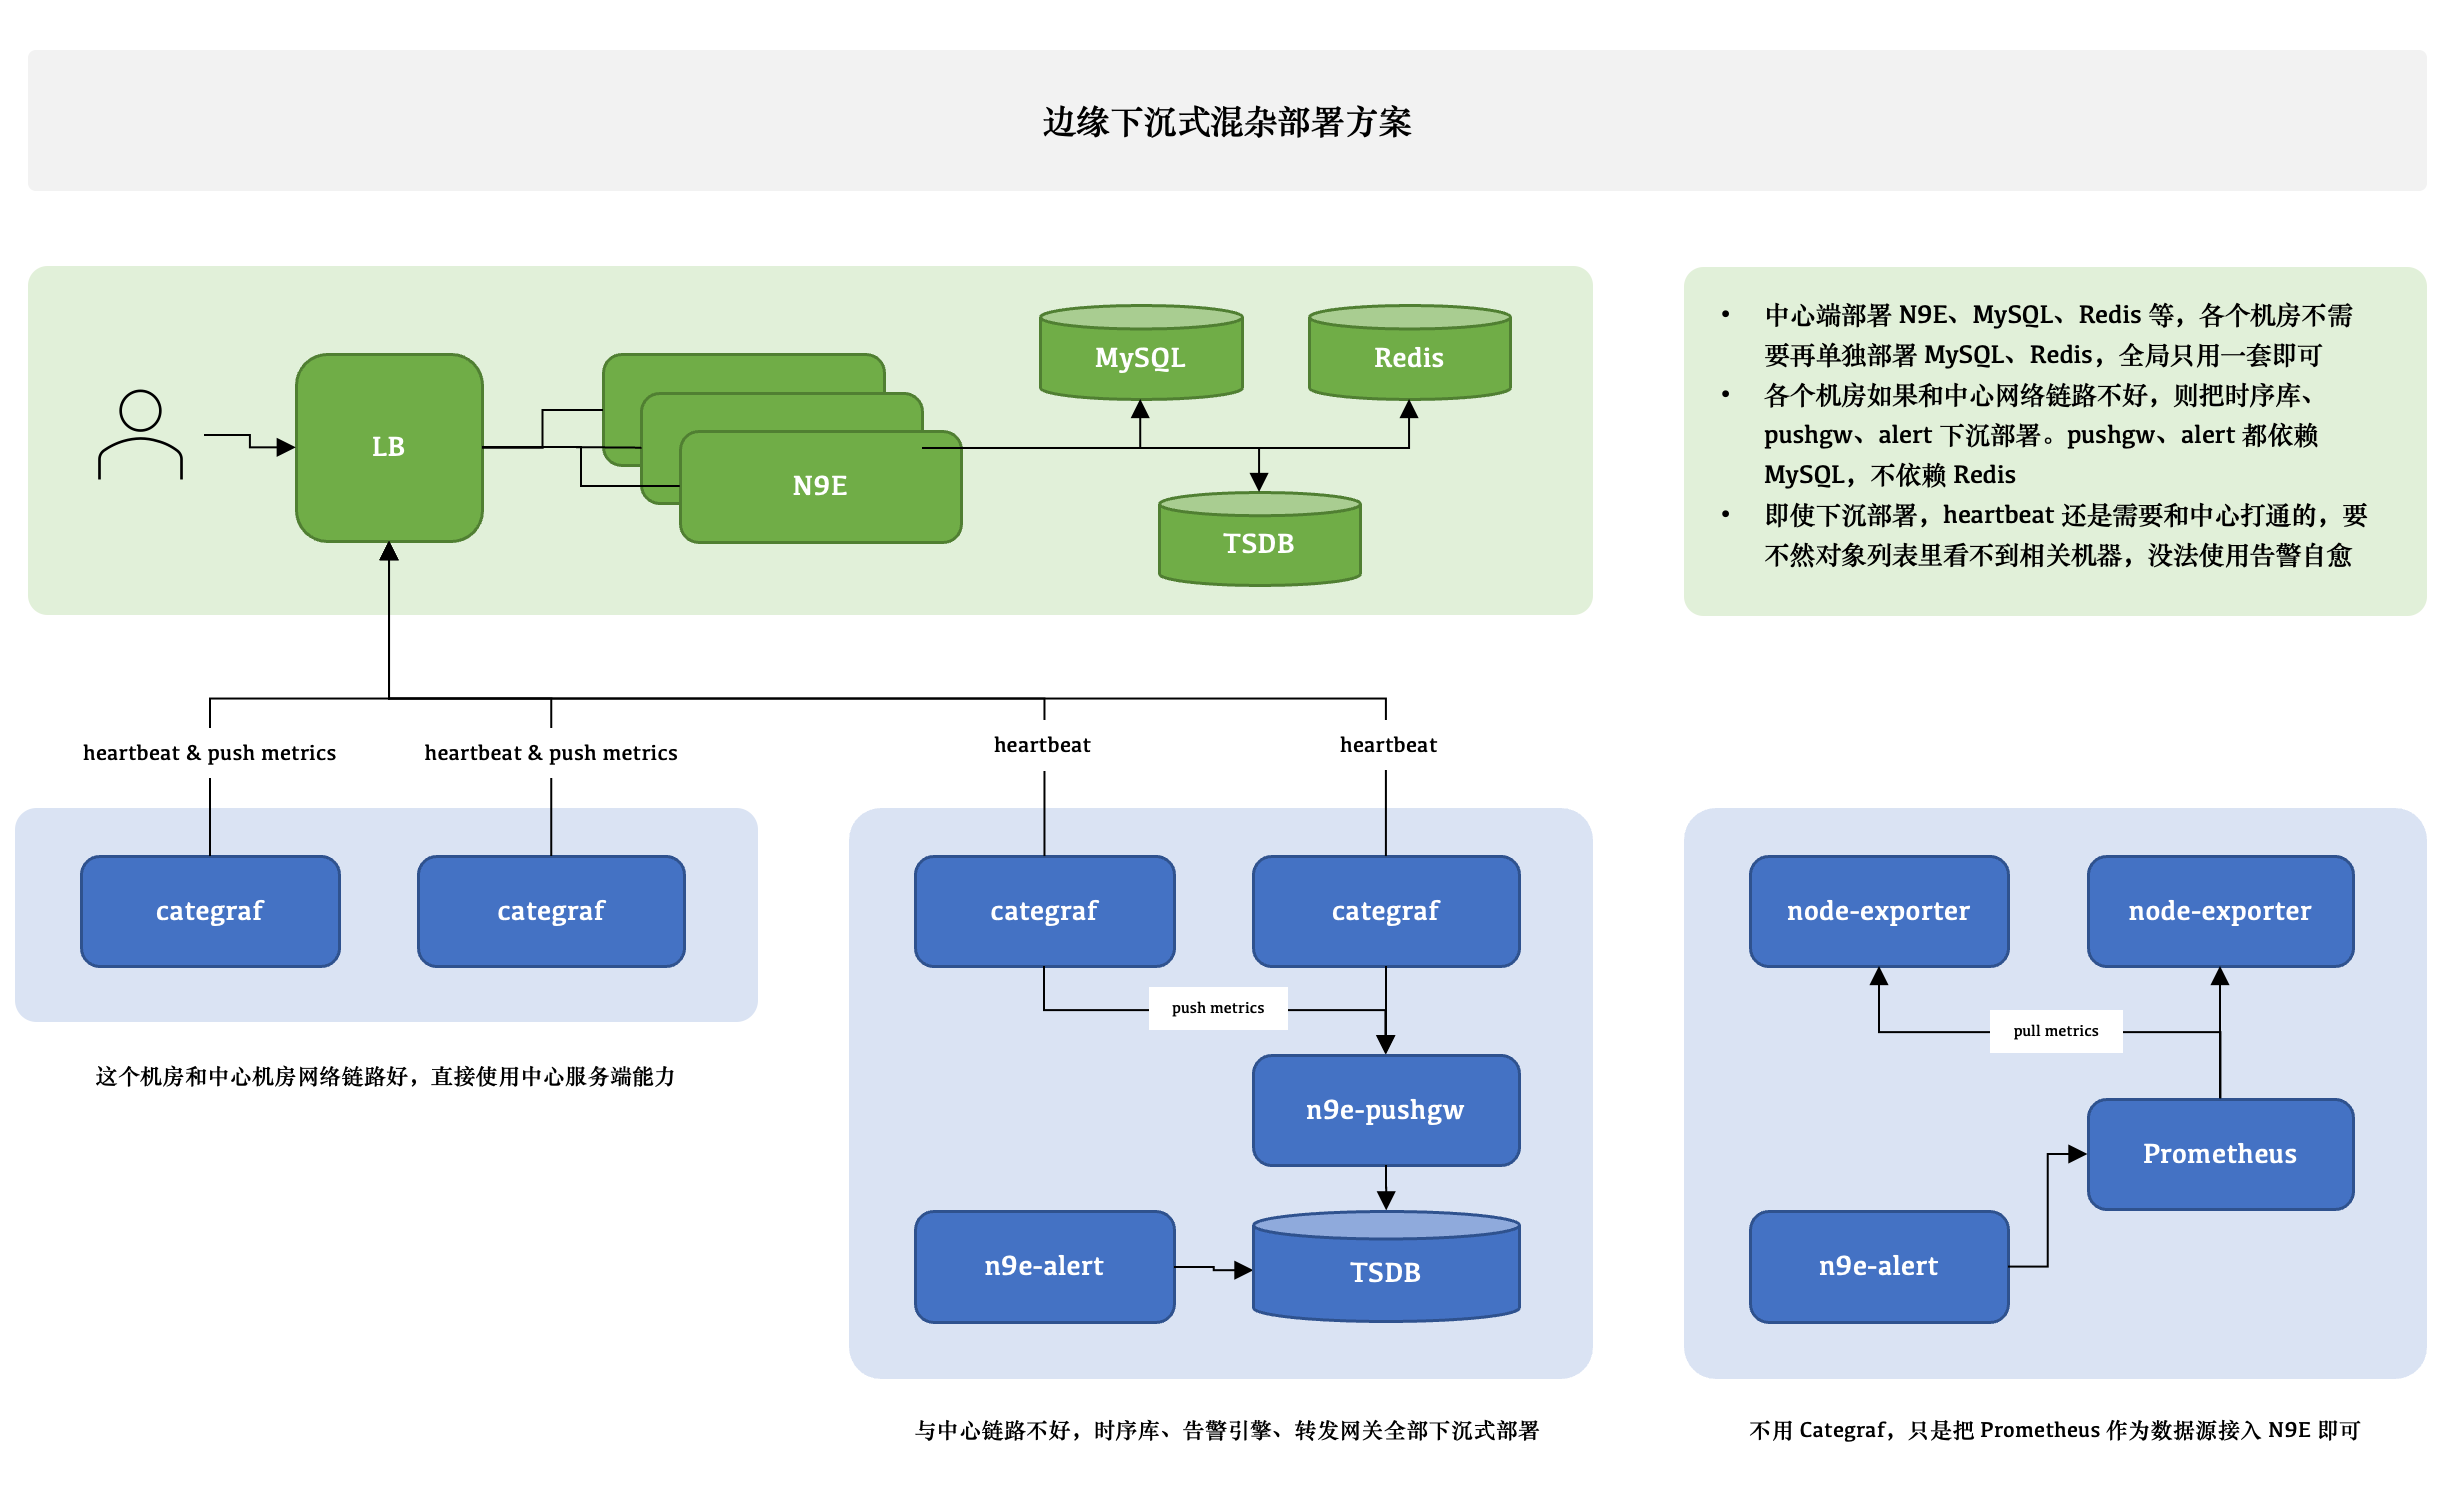 边缘下沉式混杂部署方案
MySQL
Redis
LB
N9E
TSDB
• 中心端部署 N9E、MySQL、Redis 等，各个机房不需
要再单独部署 MySQL、Redis，全局只用一套即可
• 各个机房如果和中心网络链路不好，则把时序库、
pushgw、alert 下沉部署。pushgw、alert 都依赖
MySQL，不依赖 Redis
• 即使下沉部署，heartbeat 还是需要和中心打通的，要
不然对象列表里看不到相关机器，没法使用告警自愈
heartbeat & push metrics
heartbeat & push metrics
heartbeat
heartbeat
categraf
categraf
这个机房和中心机房网络链路好，直接使用中心服务端能力
categraf
categraf
push metrics
n9e-pushgw
n9e-alert
TSDB
与中心链路不好，时序库、告警引擎、转发网关全部下沉式部署
node-exporter
node-exporter
pull metrics
Prometheus
n9e-alert
不用 Categraf，只是把 Prometheus 作为数据源接入 N9E 即可